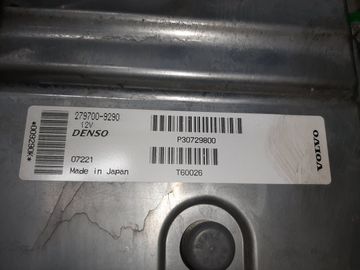 279700-9290
12V
DENSO
P30729800
VOLVO
07221
Made in Japan
T60026